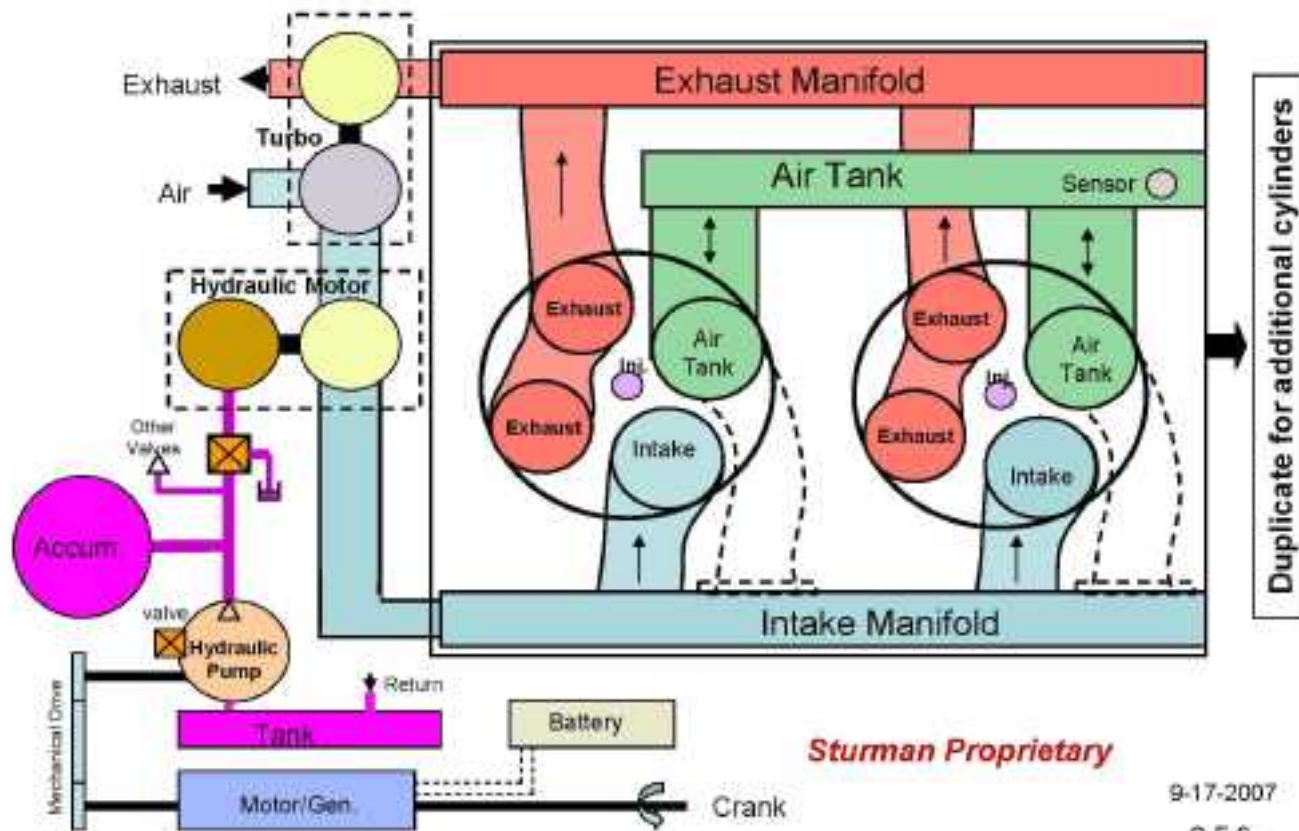 Exhaust
Exhaust Manifold
Turbo
Air
Air Tank
Sensor
Hydraulic Motor
Exhaust
Air
Tank
Inj.
Exhaust
Intake
Exhaust
Air
Tank
Inj.
Exhaust
Intake
Duplicate for additional cylinders
Other
Valves
Accum
valve
Hydraulic
Pump
Intake Manifold
Return
Tank
Battery
Mechanical Drive
Motor/Gen.
Crank
Sturman Proprietary
9-17-2007